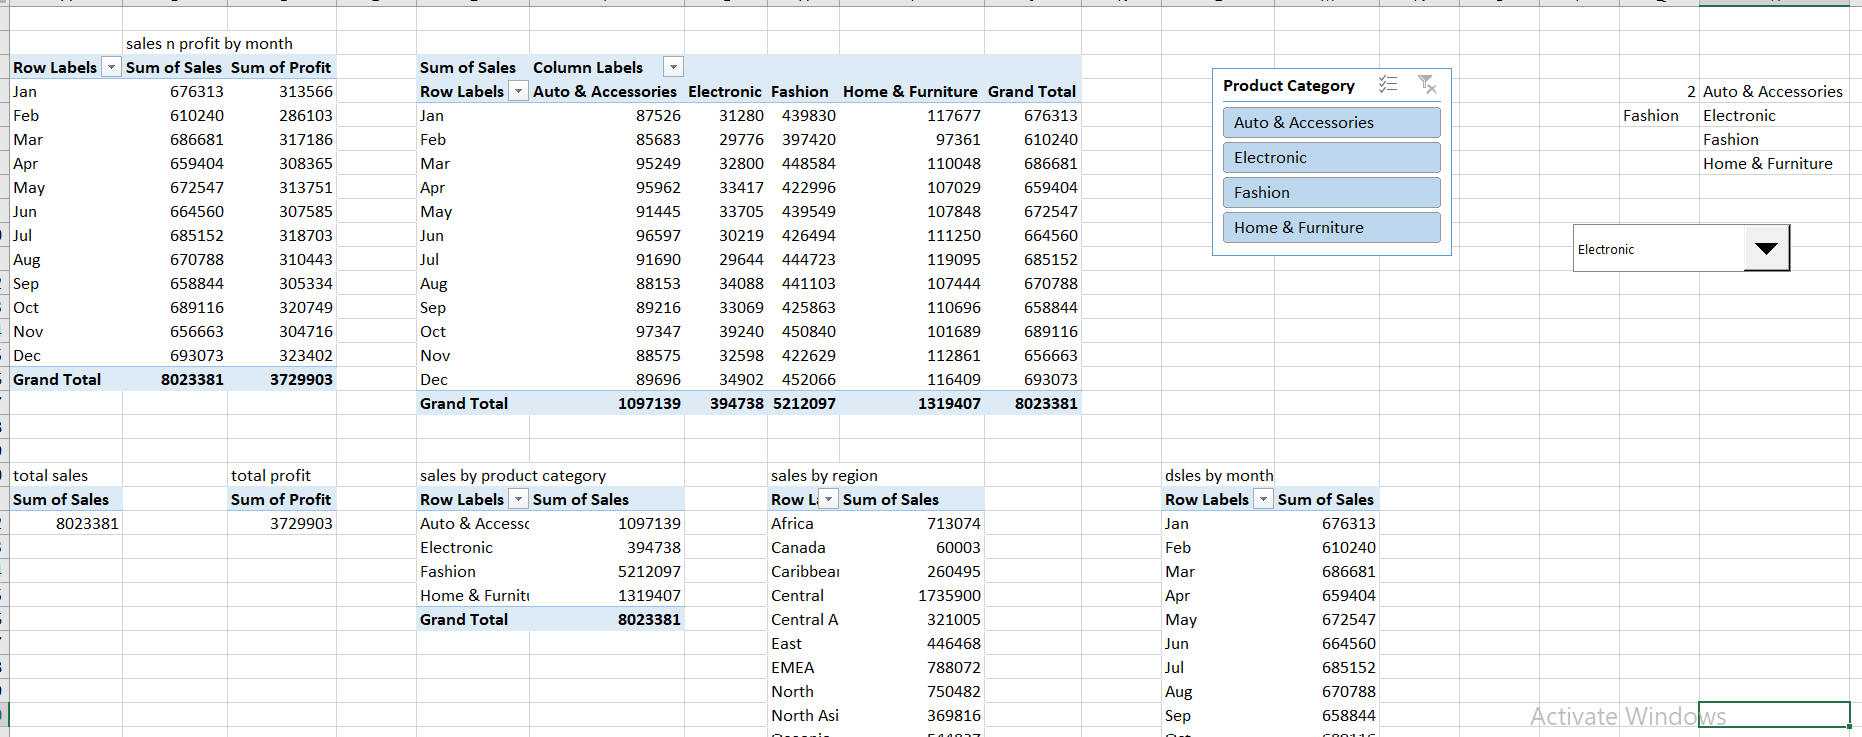 sales n profit by month
Row Labels Sum of Sales Sum of Profit
Jan 676313 313566
Feb 610240 286103
Mar 686681 317186
Apr 659404 308365
May 672547 313751
Jun 664560 307585
Jul 685152 318703
Aug 670788 310443
Sep 658844 305334
Oct 689116 320749
Nov 656663 304716
Dec 693073 323402
Grand Total 8023381 3729903
Sum of Sales Column Labels
Row Labels Auto & Accessories Electronic Fashion Home & Furniture Grand Total
Jan 87526 31280 439830 117677 676313
Feb 85683 29776 397420 97361 610240
Mar 95249 32800 448584 110048 686681
Apr 95962 33417 422996 107029 659404
May 91445 33705 439549 107848 672547
Jun 96597 30219 426494 111250 664560
Jul 91690 29644 444723 119095 685152
Aug 88153 34088 441103 107444 670788
Sep 89216 33069 425863 110696 658844
Oct 97347 39240 450840 101689 689116
Nov 88575 32598 422629 112861 656663
Dec 89696 34902 452066 116409 693073
Grand Total 1097139 394738 5212097 1319407 8023381
Product Category
Auto & Accessories
Electronic
Fashion
Home & Furniture
2 Auto & Accessories
Fashion Electronic
Fashion
Home & Furniture
Electronic
total sales
Sum of Sales
8023381
total profit
Sum of Profit
3729903
sales by product category
Row Labels Sum of Sales
Auto & Accesso 1097139
Electronic 394738
Fashion 5212097
Home & Furnitu 1319407
Grand Total 8023381
sales by region
Row La Sum of Sales
Africa 713074
Canada 60003
Caribbean 260495
Central 1735900
Central A 321005
East 446468
EMEA 788072
North 750482
North Asi 369816
dsles by month
Row Labels Sum of Sales
Jan 676313
Feb 610240
Mar 686681
Apr 659404
May 672547
Jun 664560
Jul 685152
Aug 670788
Sep 658844
Activate Windows